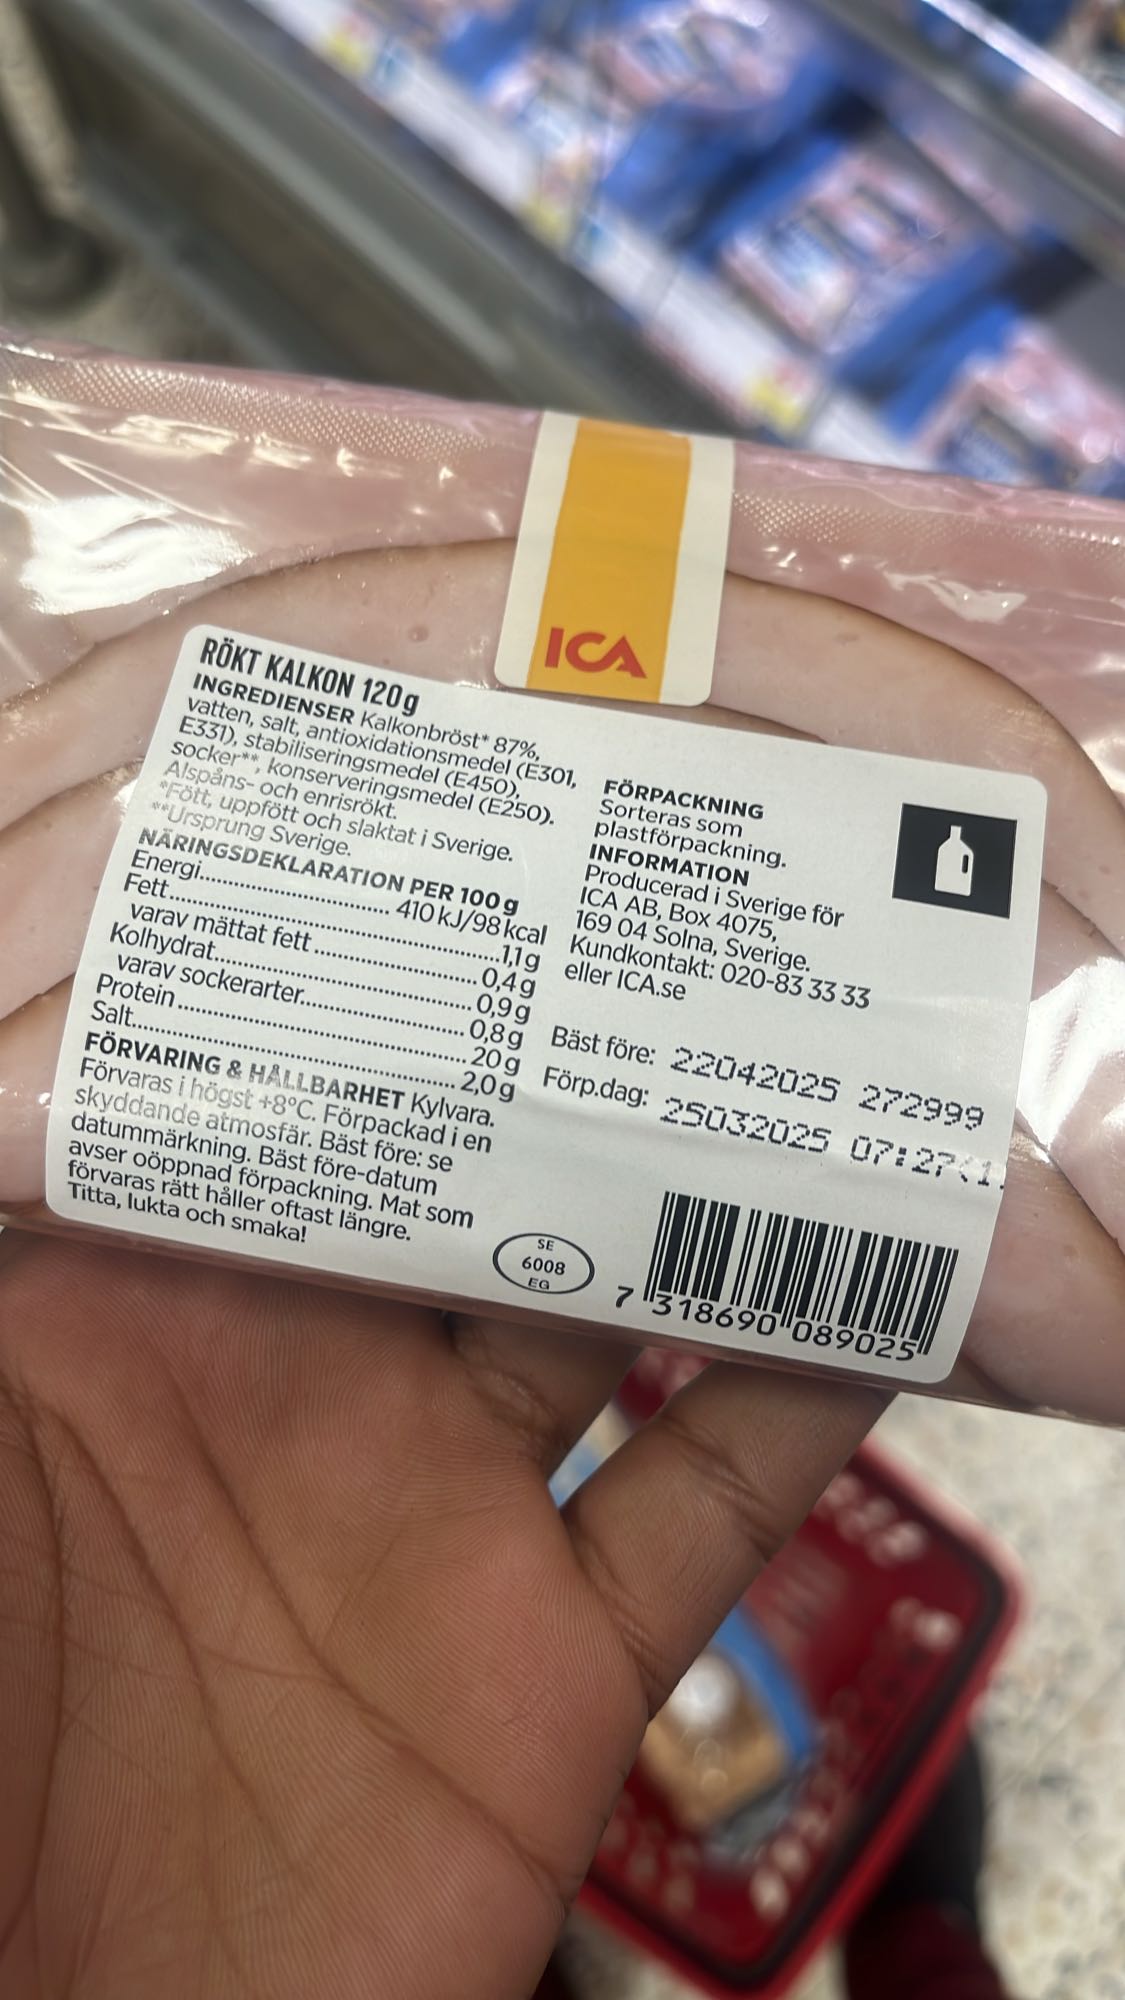 ICA
RÖKT KALKON 120g
INGREDIENSER Kalkonbröst* 87%,
vatten, salt, antioxidationsmedel (E301,
E331), stabiliseringsmedel (E450),
socker**, konserveringsmedel (E250).
Alspåns- och enrisrökt.
*Fött, uppfött och slaktat i Sverige.
**Ursprung Sverige.
NÄRINGSDEKLARATION PER 100 g
Energi.................... 410 kJ/98 kcal
Fett....................1,1 g
varav mättat fett.................... 0,4 g
Kolhydrat.................... 0,9 g
varav sockerarter.................... 0,8 g
Protein.................... 20 g
Salt.................... 2,0 g
FÖRVARING & HÅLLBARHET Kylvara.
Förvaras i högst +8°C. Förpackad i en
skyddande atmosfär. Bäst före: se
datummärkning. Bäst före-datum
avser oöppnad förpackning. Mat som
förvaras rätt håller oftast längre.
Titta, lukta och smaka!
FÖRPACKNING
Sorteras som
plastförpackning.
INFORMATION
Producerad i Sverige för
ICA AB, Box 4075,
169 04 Solna, Sverige.
Kundkontakt: 020-83 33 33
eller ICA.se
Bäst före: 22042025 272999
Förp.dag: 25032025 07:27(1.
SE
6008
EG
7 318690 089025